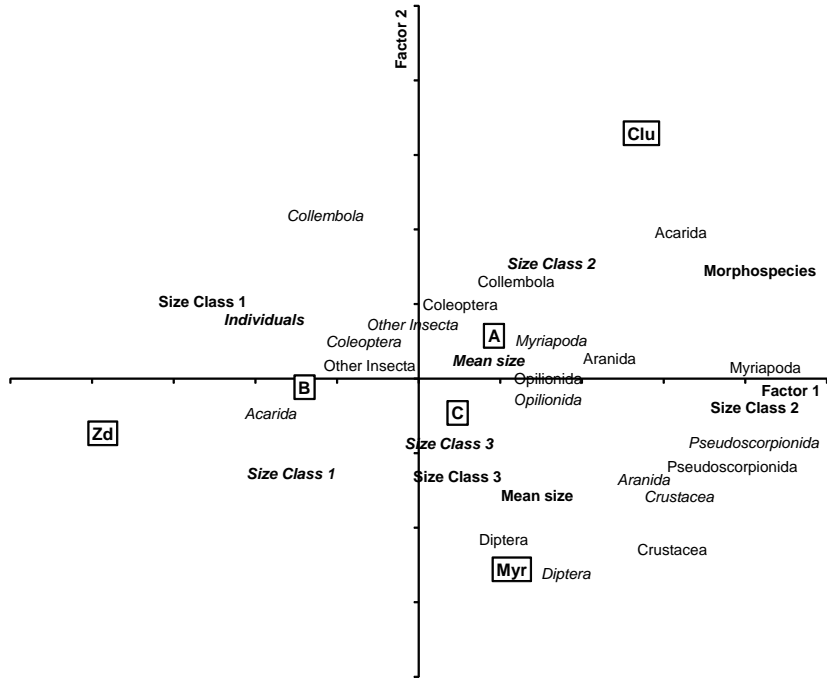 Factor 2
Clu
Collembola
Acarida
Size Class 2
Morphospecies
Collembola
Size Class 1
Coleoptera
Individuals
Other Insecta
A
Coleoptera
Myriapoda
Mean size
Aranida
Other Insecta
Myriapoda
Opilionida
B
Factor 1
Opilionida
Size Class 2
Acarida
C
Zd
Size Class 3
Pseudoscorpionida
Pseudoscorpionida
Size Class 1
Size Class 3
Aranida
Mean size
Crustacea
Diptera
Crustacea
Myr
Diptera